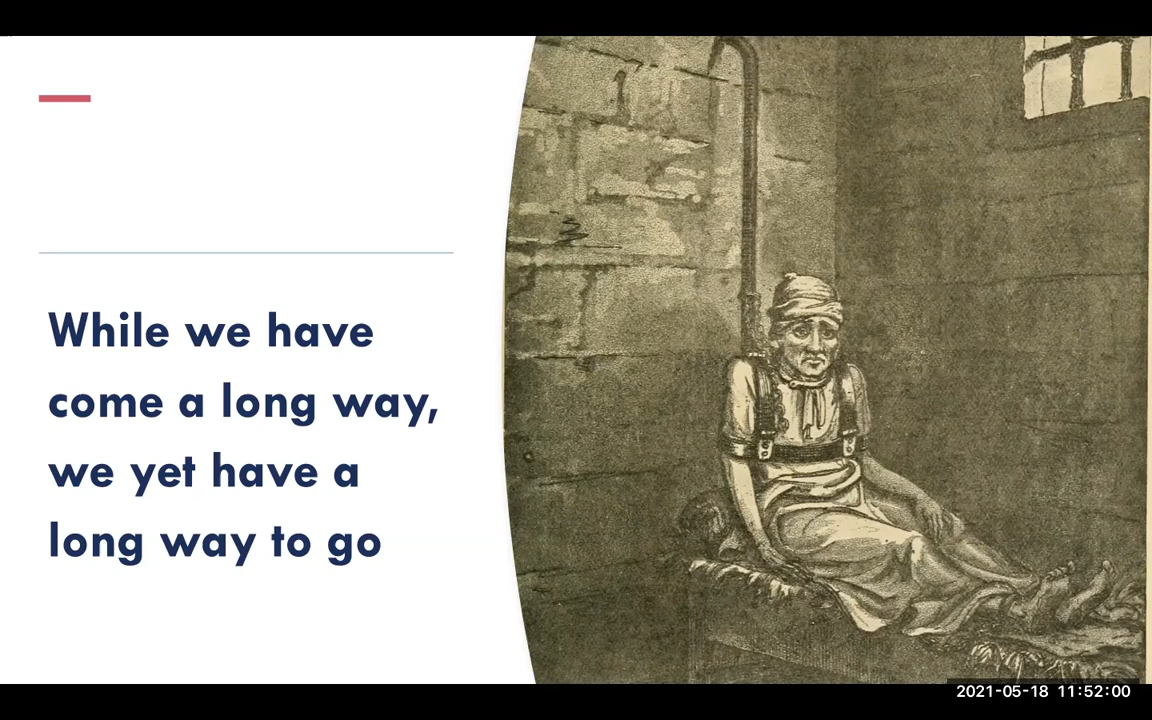 While we have
come a long way,
we yet have a
long way to go
2021-05-18 11:52:00